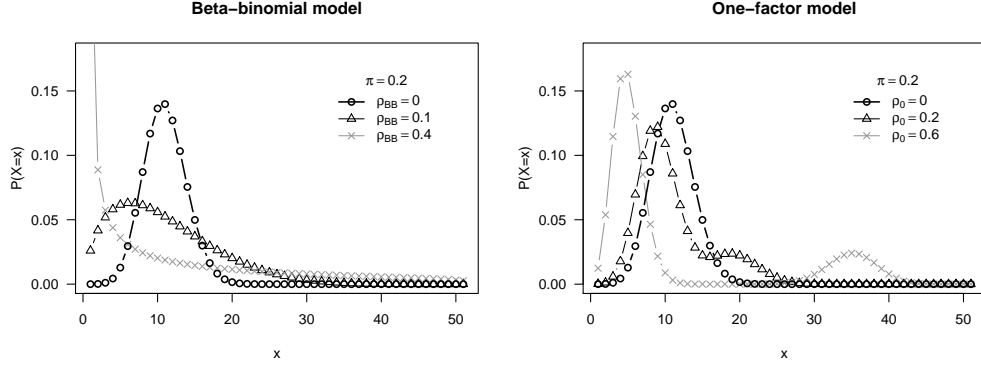 Beta−binomial model
P(X=x)
0.15
0.10
0.05
0.00
π = 0.2
ρBB = 0
ρBB = 0.1
ρBB = 0.4
0 10 20 30 40 50
x
One−factor model
P(X=x)
0.15
0.10
0.05
0.00
π = 0.2
ρ0 = 0
ρ0 = 0.2
ρ0 = 0.6
0 10 20 30 40 50
x